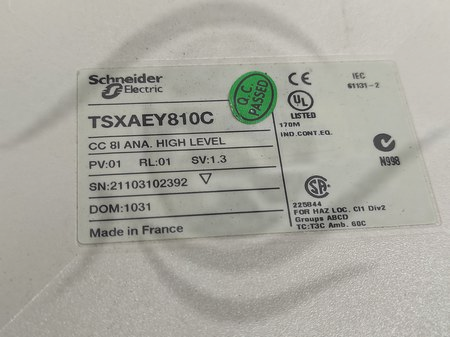 Schneider
Electric
Q.C.
PASSED
CE
IEC
61131-2
TSXAEY810C
UL
LISTED
170M
IND.CONT.EQ.
CC 8I ANA. HIGH LEVEL
PV:01 RL:01 SV:1.3
N998
SN:21103102392
225844
FOR HAZ LOC. Cl1 Div2
Groups ABCD
TC:T3C Amb. 60C
DOM:1031
Made in France